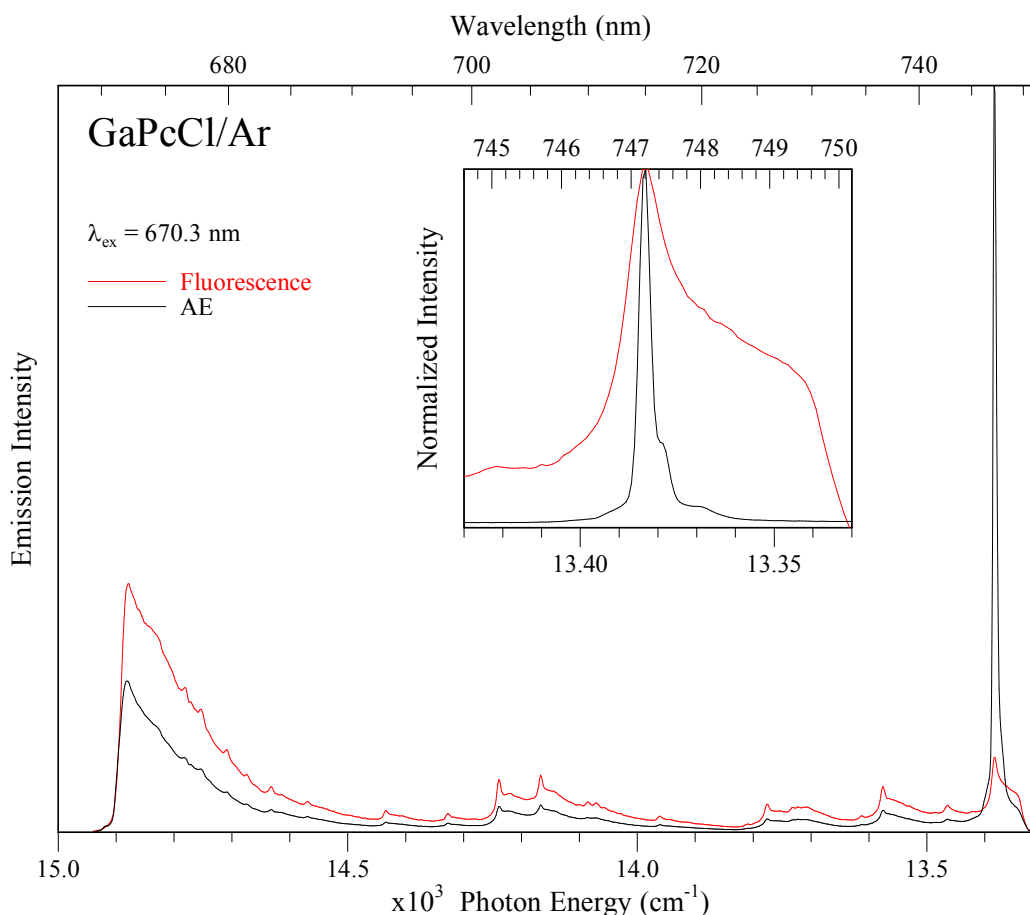 Wavelength (nm)
680 700 720 740
GaPcCl/Ar
λex = 670.3 nm
Fluorescence
AE
745 746 747 748 749 750
Normalized Intensity
13.40 13.35
Emission Intensity
15.0 14.5 14.0 13.5
x10³ Photon Energy (cm⁻¹)